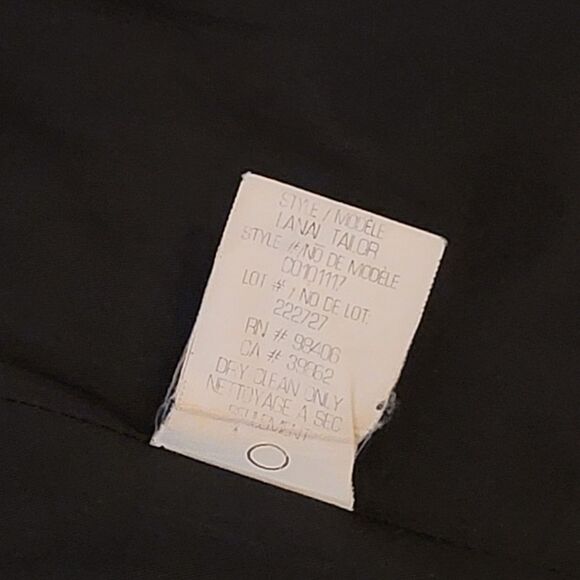 STYLE / MODÈLE
LANAI TAILOR
STYLE #/NO DE MODÈLE
C0101117
LOT # / NO DE LOT.
222727
RN # 98406
CA # 39962
DRY CLEAN ONLY
NETTOYAGE A SEC
SEULEMENT